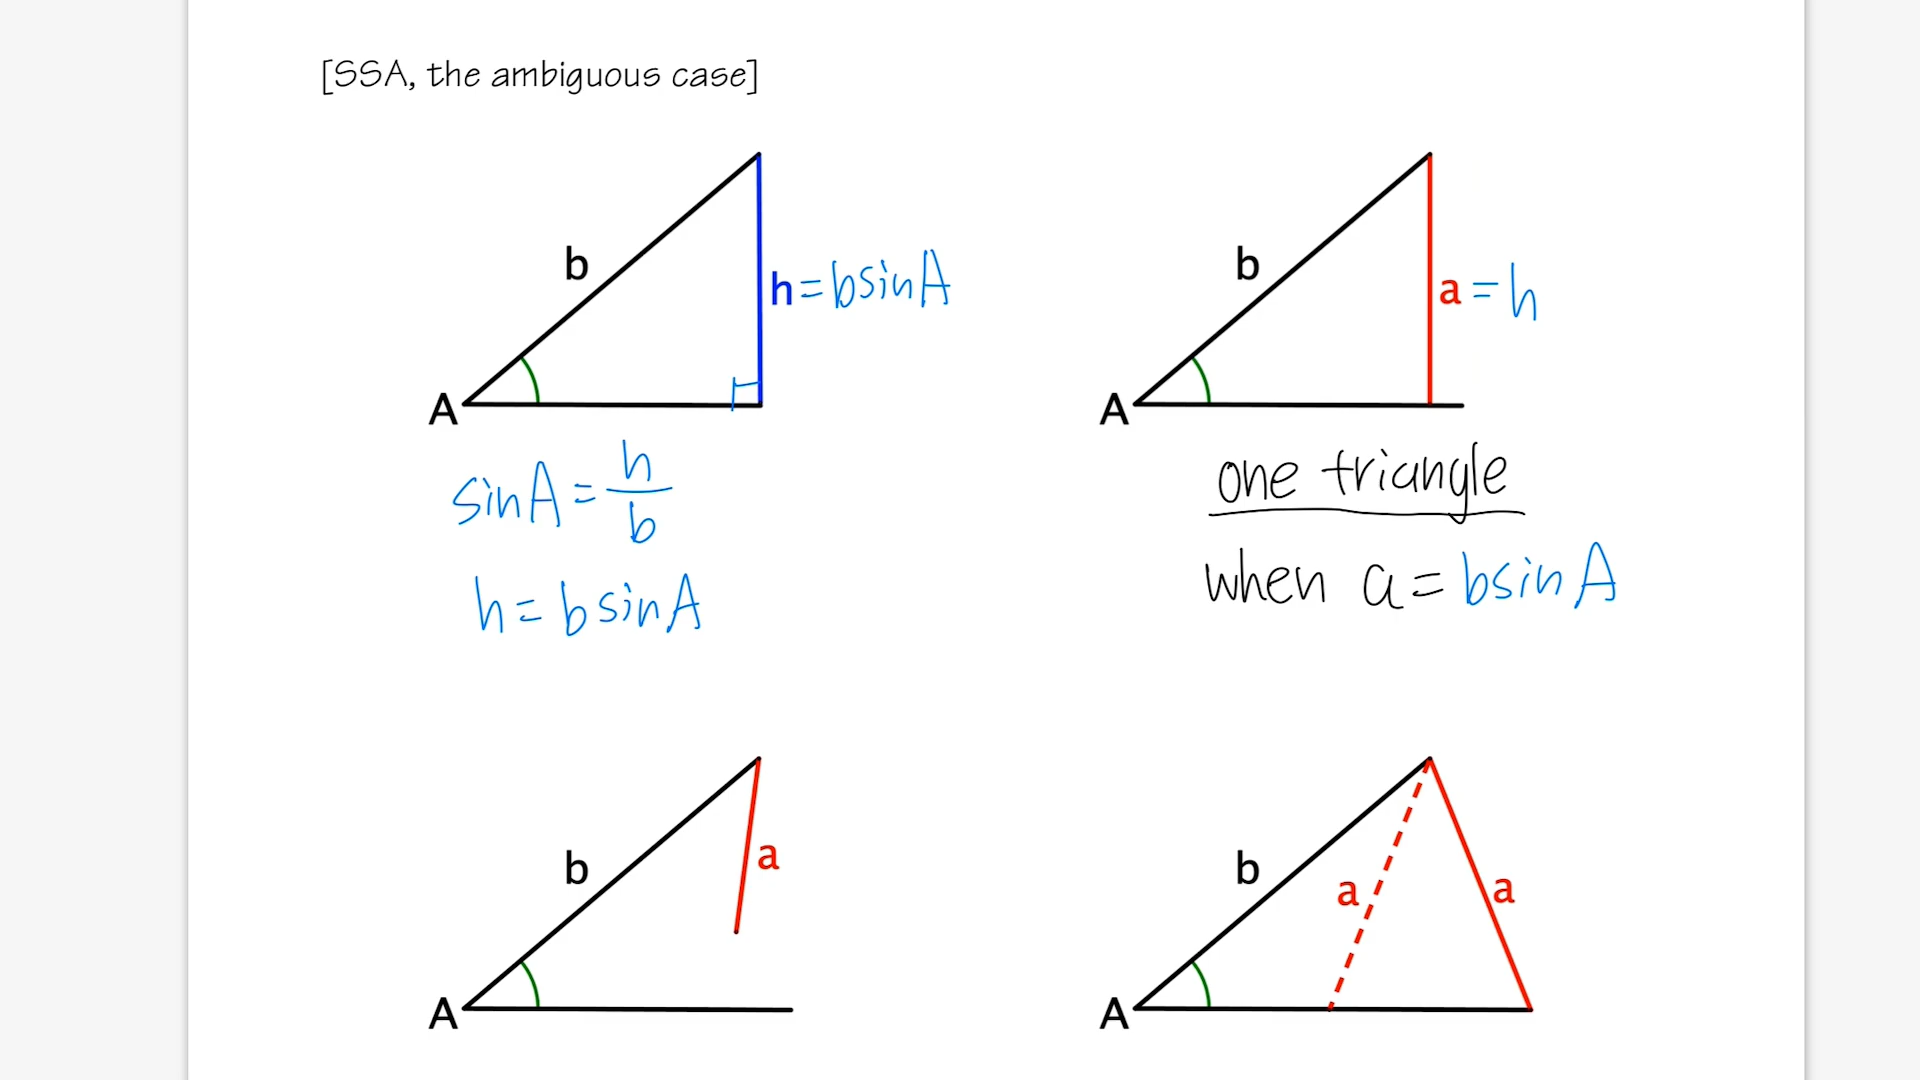 [SSA, the ambiguous case]
b
h=bsinA
A
sinA=h/b
h=bsinA
b
a=h
A
one triangle
when a=bsinA
b
a
A
b
a
a
A